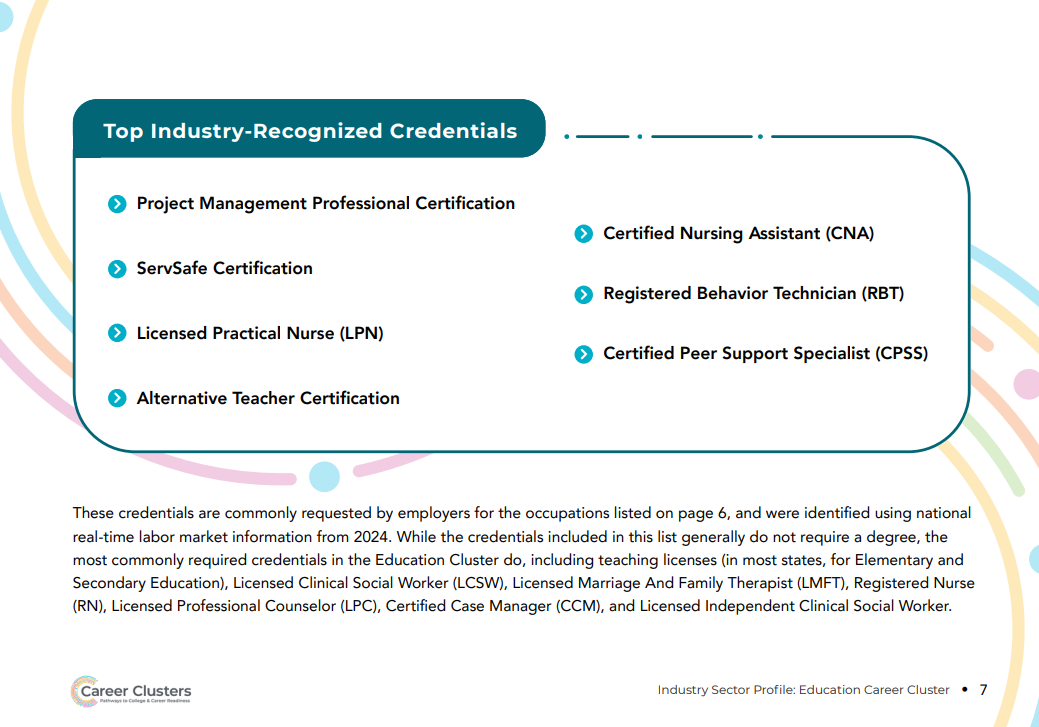 Top Industry-Recognized Credentials
Project Management Professional Certification
ServSafe Certification
Licensed Practical Nurse (LPN)
Alternative Teacher Certification
Certified Nursing Assistant (CNA)
Registered Behavior Technician (RBT)
Certified Peer Support Specialist (CPSS)
These credentials are commonly requested by employers for the occupations listed on page 6, and were identified using national
real-time labor market information from 2024. While the credentials included in this list generally do not require a degree, the
most commonly required credentials in the Education Cluster do, including teaching licenses (in most states, for Elementary and
Secondary Education), Licensed Clinical Social Worker (LCSW), Licensed Marriage And Family Therapist (LMFT), Registered Nurse
(RN), Licensed Professional Counselor (LPC), Certified Case Manager (CCM), and Licensed Independent Clinical Social Worker.
Career Clusters
Pathways to College & Career Readiness
Industry Sector Profile: Education Career Cluster • 7